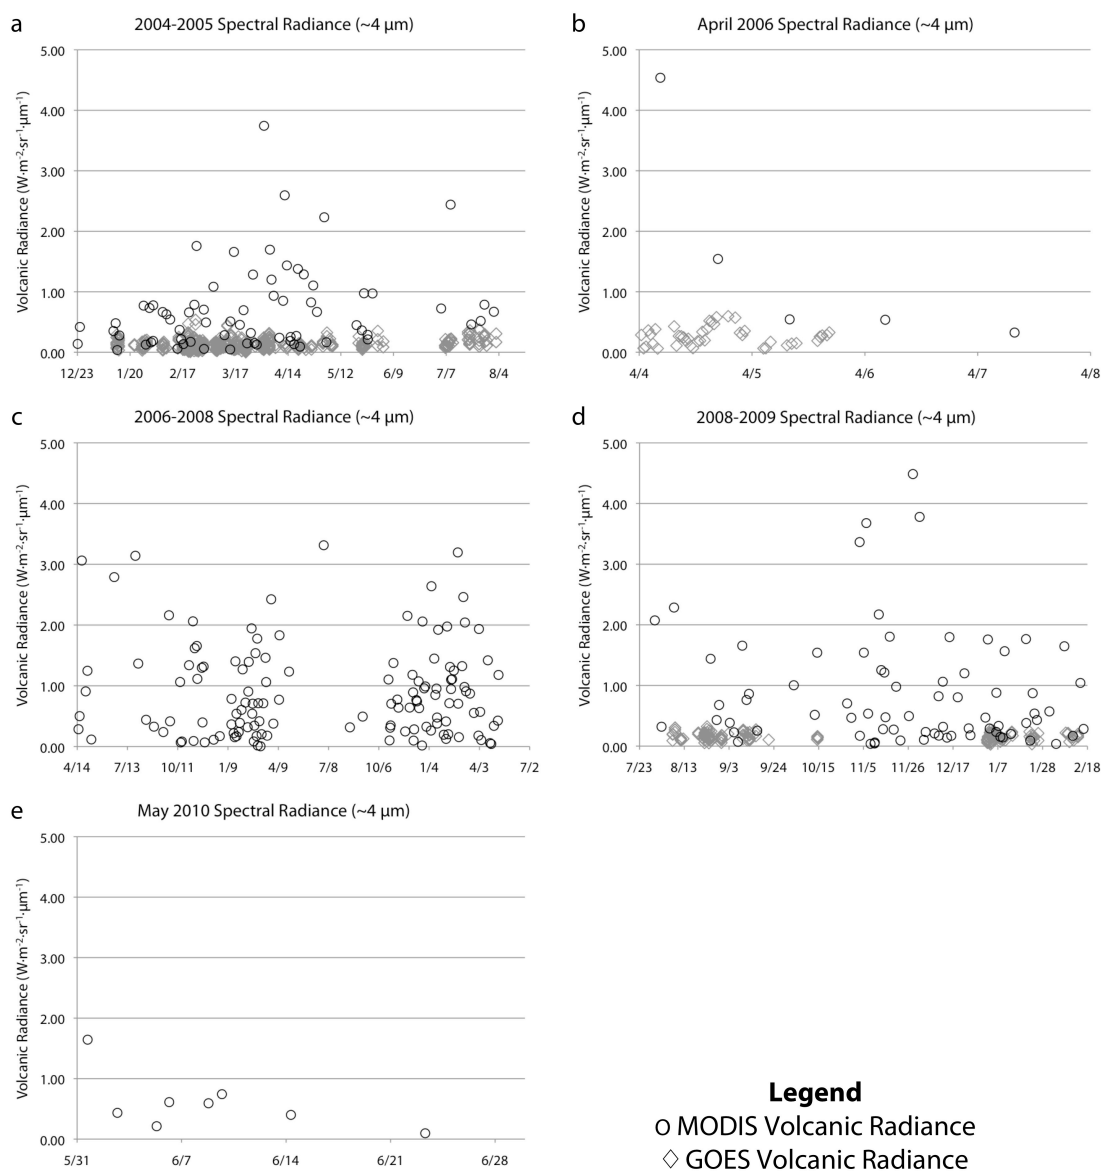 a
2004-2005 Spectral Radiance (~4 µm)
Volcanic Radiance (W·m⁻²·sr⁻¹·µm⁻¹)
5.00
4.00
3.00
2.00
1.00
0.00
12/23 1/20 2/17 3/17 4/14 5/12 6/9 7/7 8/4
b
April 2006 Spectral Radiance (~4 µm)
Volcanic Radiance (W·m⁻²·sr⁻¹·µm⁻¹)
5.00
4.00
3.00
2.00
1.00
0.00
4/4 4/5 4/6 4/7 4/8
c
2006-2008 Spectral Radiance (~4 µm)
Volcanic Radiance (W·m⁻²·sr⁻¹·µm⁻¹)
5.00
4.00
3.00
2.00
1.00
0.00
4/14 7/13 10/11 1/9 4/9 7/8 10/6 1/4 4/3 7/2
d
2008-2009 Spectral Radiance (~4 µm)
Volcanic Radiance (W·m⁻²·sr⁻¹·µm⁻¹)
5.00
4.00
3.00
2.00
1.00
0.00
7/23 8/13 9/3 9/24 10/15 11/5 11/26 12/17 1/7 1/28 2/18
e
May 2010 Spectral Radiance (~4 µm)
Volcanic Radiance (W·m⁻²·sr⁻¹·µm⁻¹)
5.00
4.00
3.00
2.00
1.00
0.00
5/31 6/7 6/14 6/21 6/28
Legend
MODIS Volcanic Radiance
GOES Volcanic Radiance